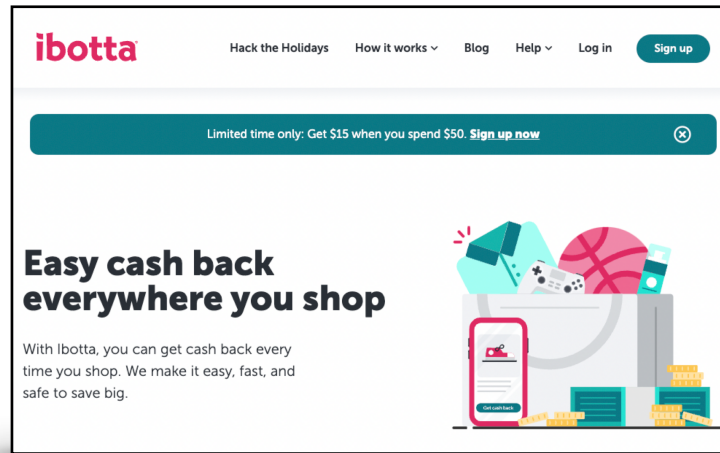 ibotta
Hack the Holidays How it works Blog Help Log in Sign up
Limited time only: Get $15 when you spend $50. Sign up now
Easy cash back
everywhere you shop
With Ibotta, you can get cash back every
time you shop. We make it easy, fast, and
safe to save big.
Get cash back